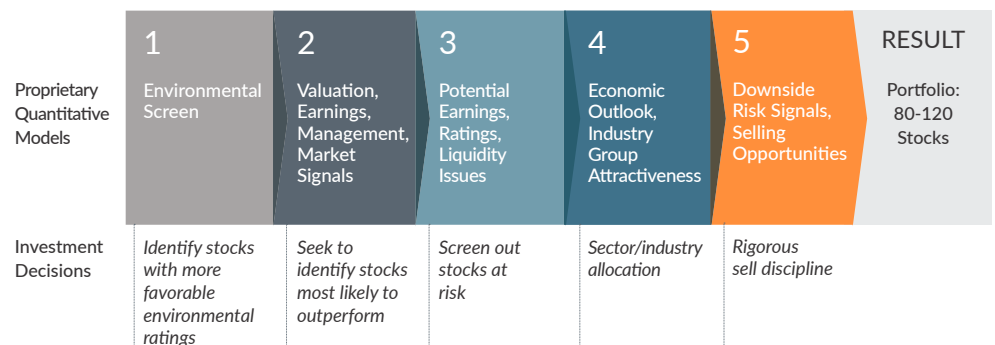 Proprietary
Quantitative
Models
1
Environmental
Screen
2
Valuation,
Earnings,
Management,
Market
Signals
3
Potential
Earnings,
Ratings,
Liquidity
Issues
4
Economic
Outlook,
Industry
Group
Attractiveness
5
Downside
Risk Signals,
Selling
Opportunities
RESULT
Portfolio:
80-120
Stocks
Investment
Decisions
Identify stocks
with more
favorable
environmental
ratings
Seek to
identify stocks
most likely to
outperform
Screen out
stocks at
risk
Sector/industry
allocation
Rigorous
sell discipline